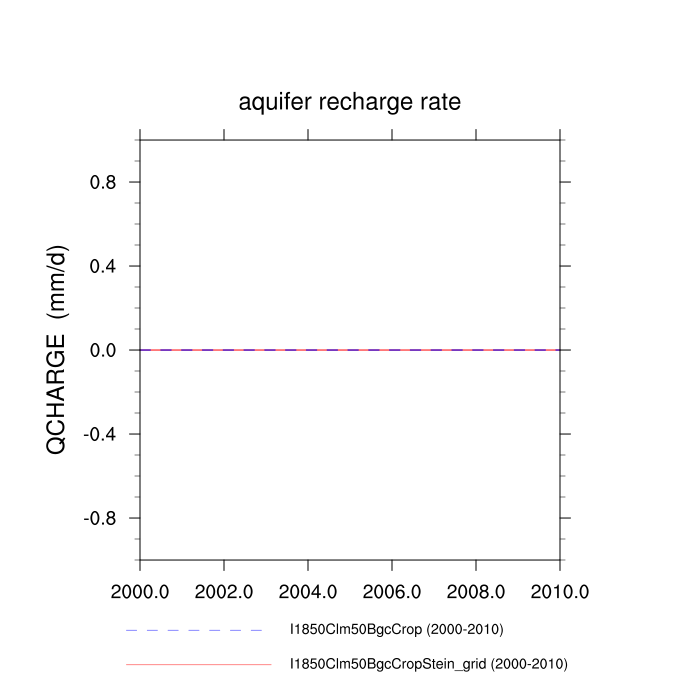 aquifer recharge rate
QCHARGE (mm/d)
0.8
0.4
0.0
-0.4
-0.8
2000.0 2002.0 2004.0 2006.0 2008.0 2010.0
I1850Clm50BgcCrop (2000-2010)
I1850Clm50BgcCropStein_grid (2000-2010)